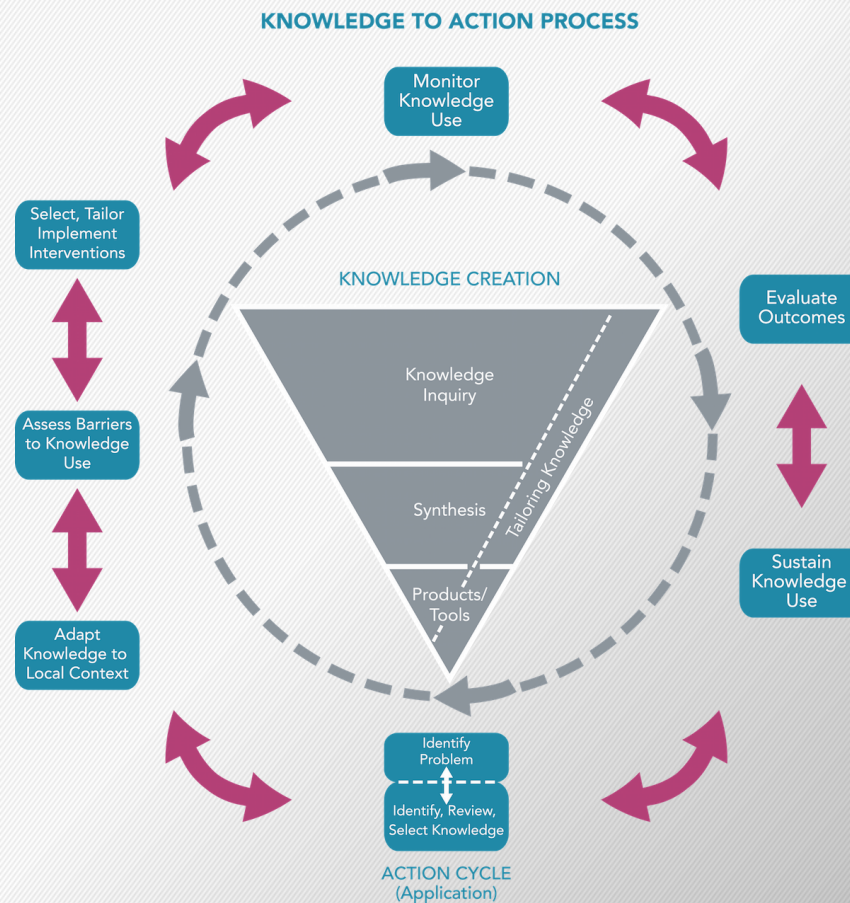 KNOWLEDGE TO ACTION PROCESS
Monitor
Knowledge
Use
Select, Tailor
Implement
Interventions
KNOWLEDGE CREATION
Evaluate
Outcomes
Knowledge
Inquiry
Tailoring Knowledge
Assess Barriers
to Knowledge
Use
Synthesis
Sustain
Knowledge
Use
Products/
Tools
Adapt
Knowledge to
Local Context
Identify
Problem
Identify, Review,
Select Knowledge
ACTION CYCLE
(Application)